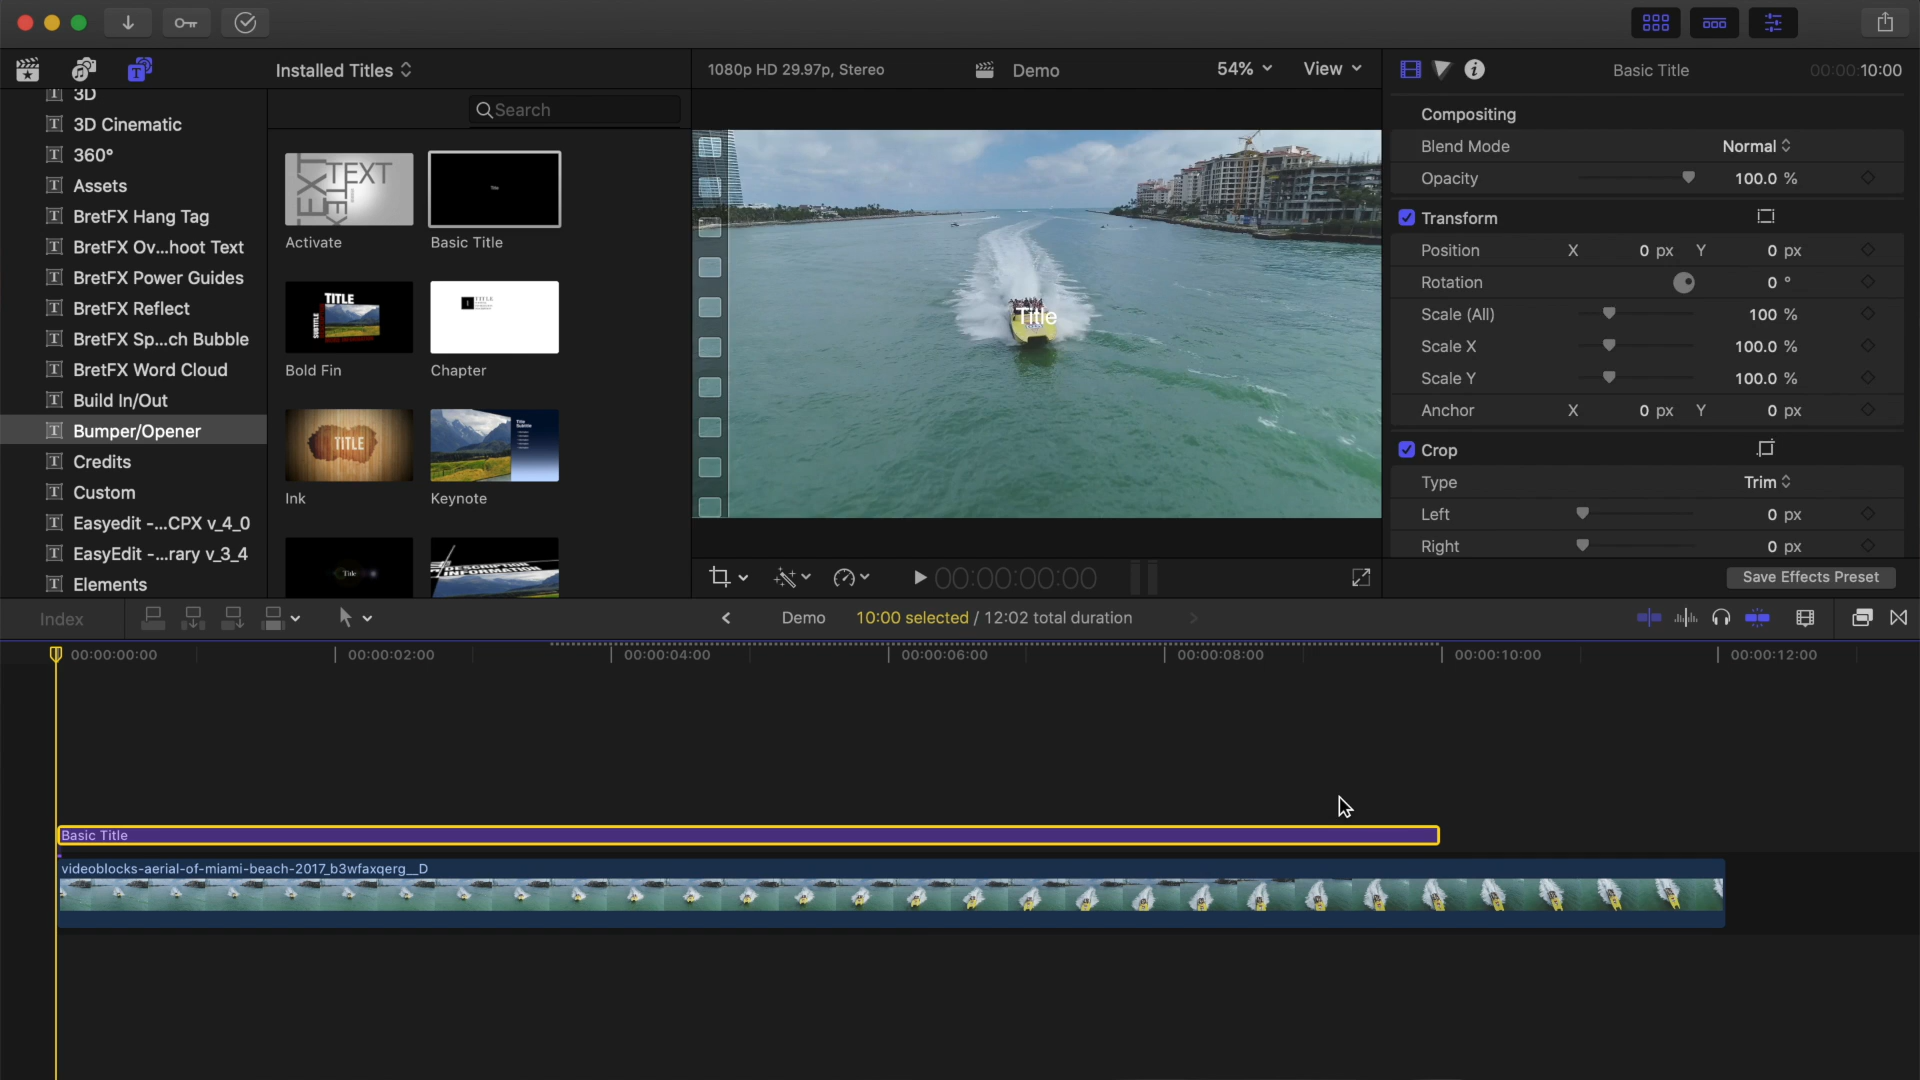 Installed Titles
1080p HD 29.97p, Stereo
Demo
54%
View
Basic Title
00:00:10:00
3D
3D Cinematic
360°
Assets
BretFX Hang Tag
BretFX Ov...hoot Text
BretFX Power Guides
BretFX Reflect
BretFX Sp...ch Bubble
BretFX Word Cloud
Build In/Out
Bumper/Opener
Credits
Custom
Easyedit -...CPX v_4_0
EasyEdit -...rary v_3_4
Elements
Search
TEXT
TEXT
Activate
Title
Basic Title
TITLE
SUBTITLE
Bold Fin
1 TITLE
Chapter
TITLE
Ink
Title
Subtitle
Keynote
Title
DESCRIPTION
INFORMATION
Title
Compositing
Blend Mode Normal
Opacity 100.0 %
Transform
Position X 0 px Y 0 px
Rotation 0 °
Scale (All) 100 %
Scale X 100.0 %
Scale Y 100.0 %
Anchor X 0 px Y 0 px
Crop
Type Trim
Left 0 px
Right 0 px
Save Effects Preset
00:00:00:00
Index
Demo
10:00 selected / 12:02 total duration
00:00:00:00
00:00:02:00
00:00:04:00
00:00:06:00
00:00:08:00
00:00:10:00
00:00:12:00
Basic Title
videoblocks-aerial-of-miami-beach-2017_b3wfaxqerg__D